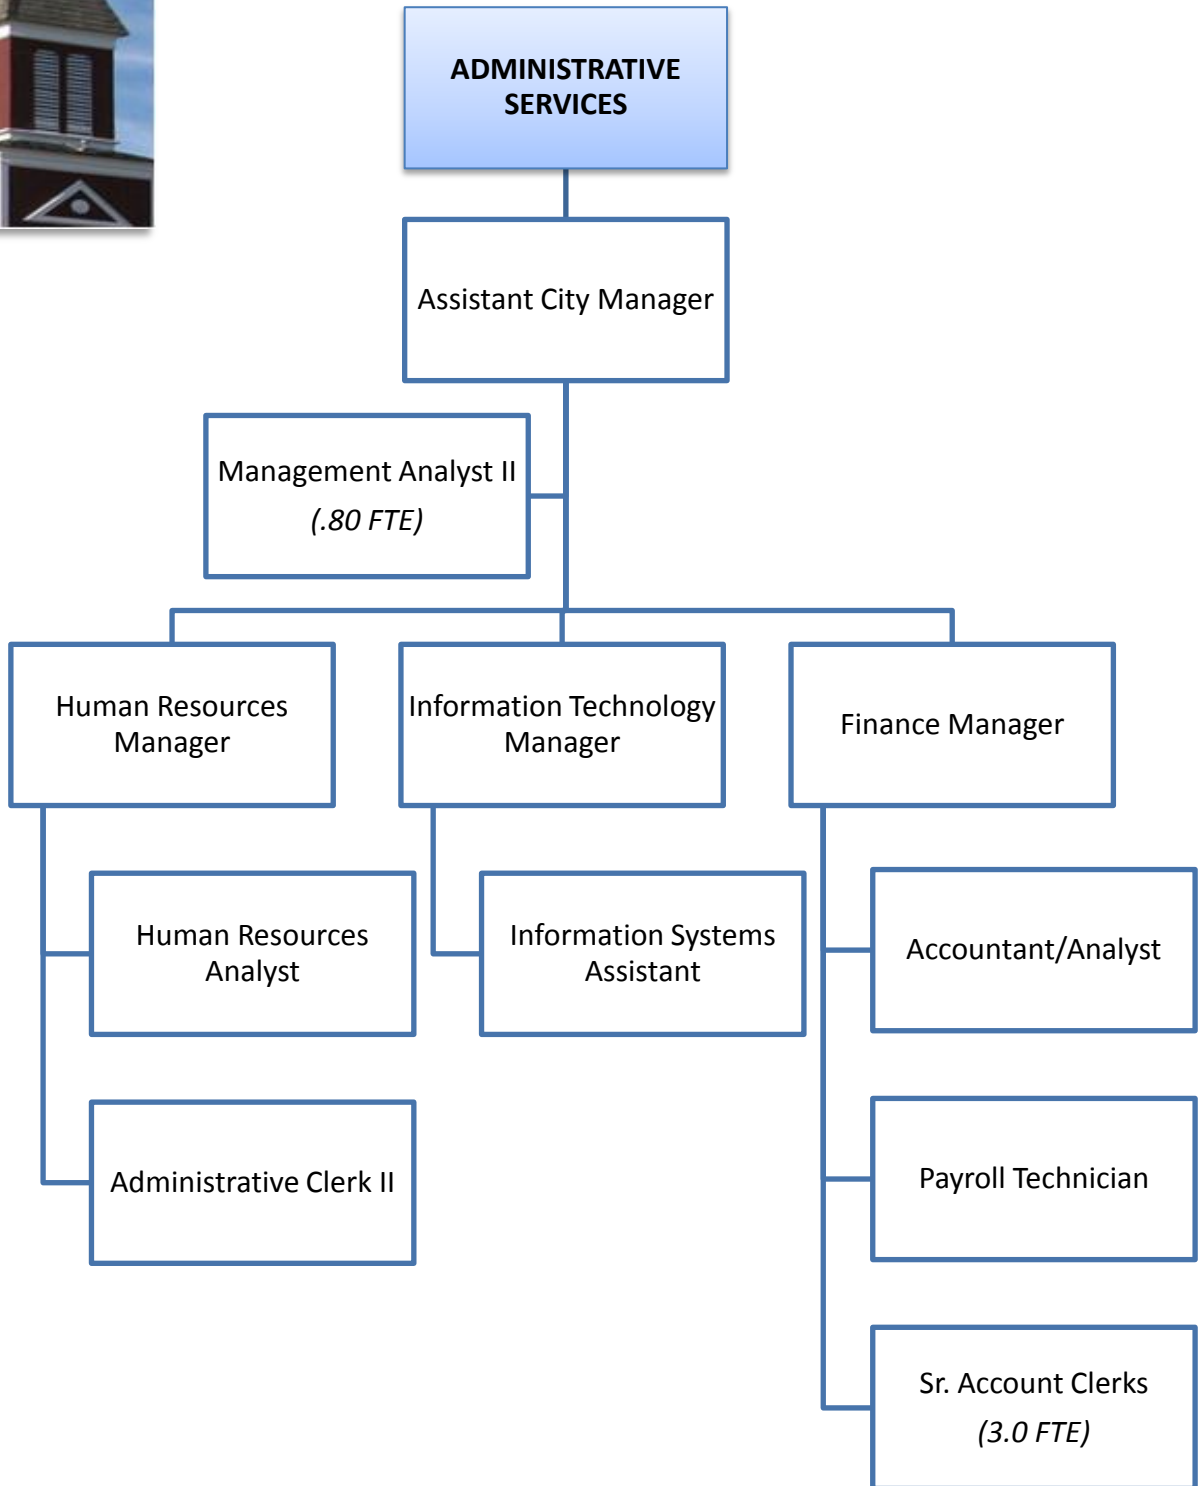 ADMINISTRATIVE
SERVICES
Assistant City Manager
Management Analyst II
(.80 FTE)
Human Resources
Manager
Information Technology
Manager
Finance Manager
Human Resources
Analyst
Information Systems
Assistant
Accountant/Analyst
Administrative Clerk II
Payroll Technician
Sr. Account Clerks
(3.0 FTE)